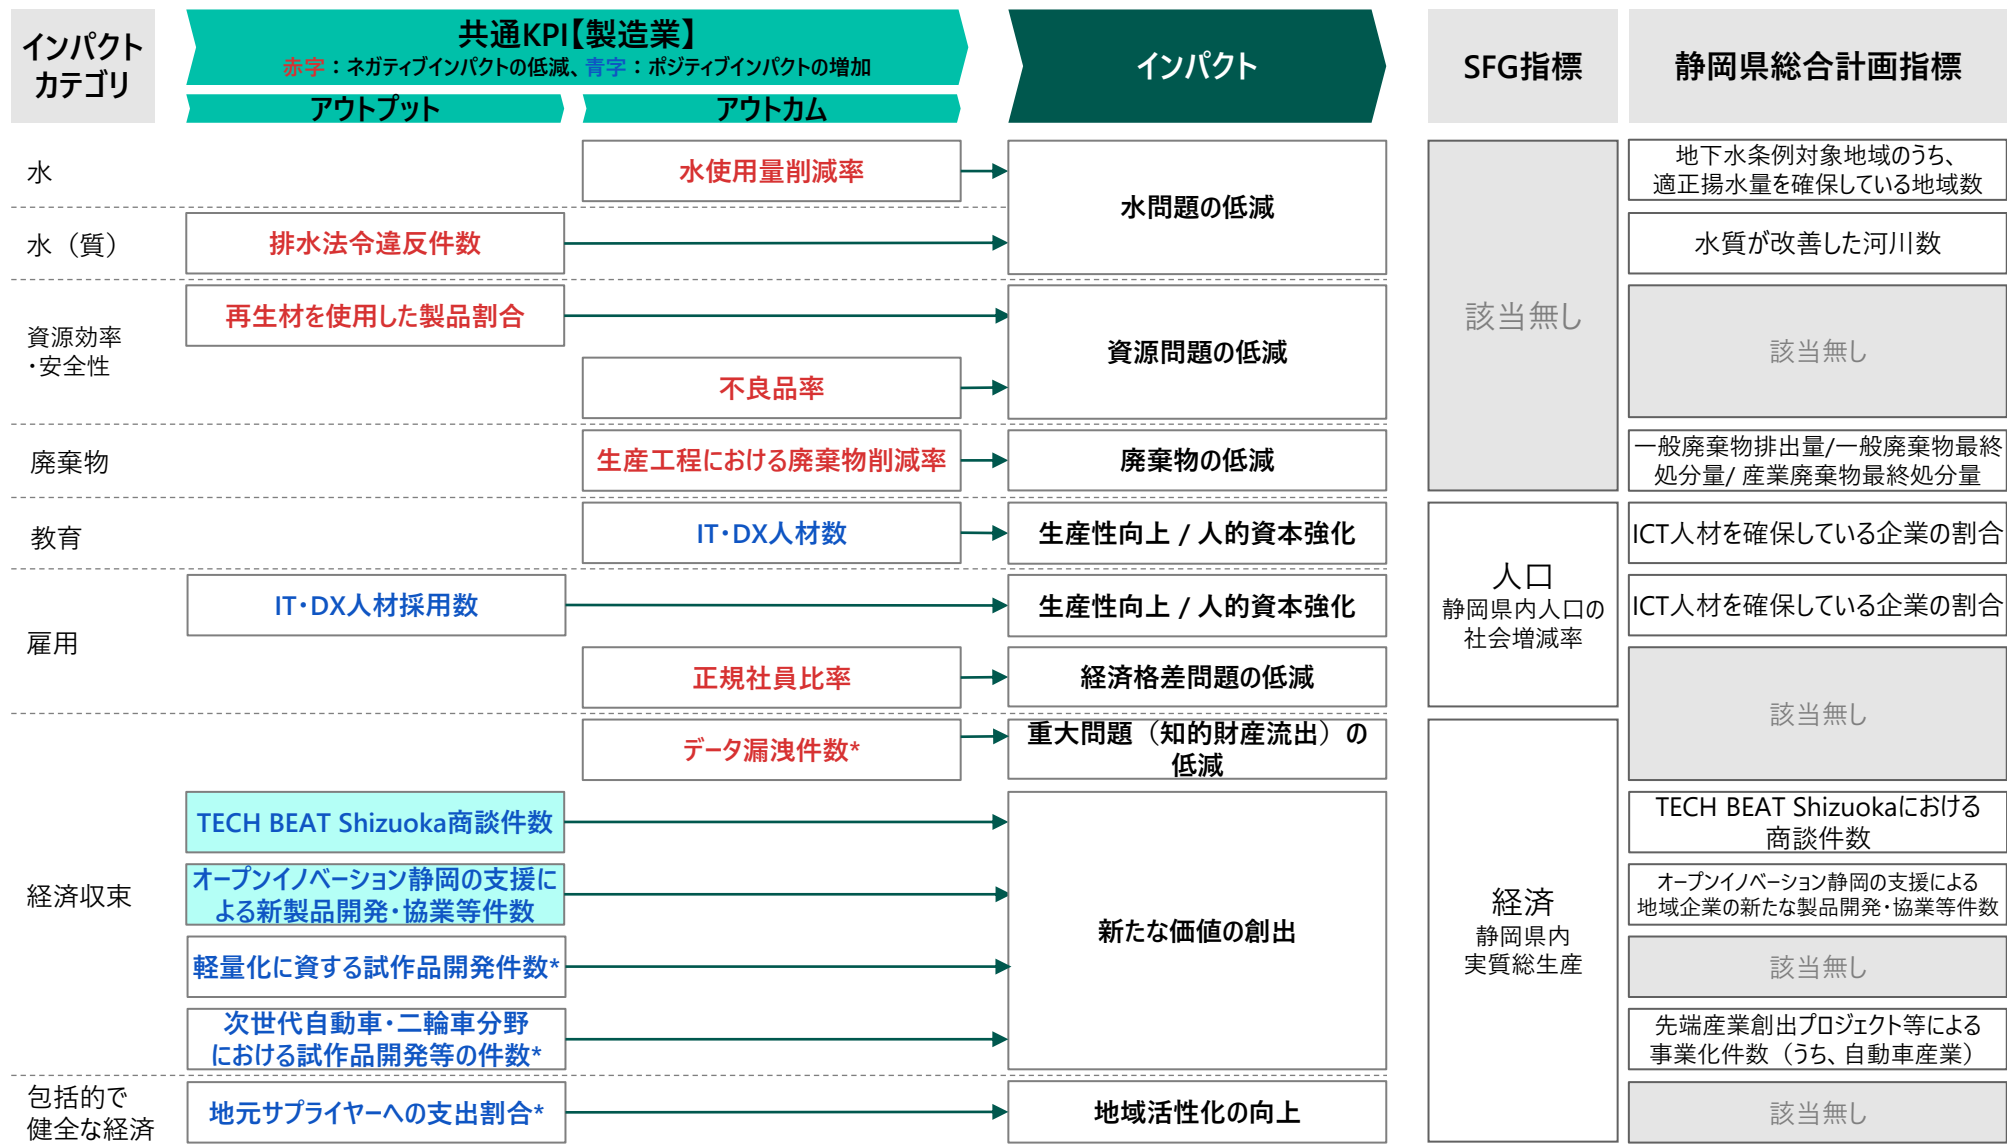 インパクト
カテゴリ
共通KPI【製造業】
赤字：ネガティブインパクトの低減、青字：ポジティブインパクトの増加
アウトプット
アウトカム
インパクト
SFG指標
静岡県総合計画指標
水
水使用量削減率
水問題の低減
該当無し
地下水条例対象地域のうち、
適正揚水量を確保している地域数
水（質）
排水法令違反件数
水質が改善した河川数
資源効率
・安全性
再生材を使用した製品割合
不良品率
資源問題の低減
該当無し
廃棄物
生産工程における廃棄物削減率
廃棄物の低減
一般廃棄物排出量/一般廃棄物最終
処分量/ 産業廃棄物最終処分量
教育
IT・DX人材数
生産性向上 / 人的資本強化
人口
静岡県内人口の
社会増減率
ICT人材を確保している企業の割合
雇用
IT・DX人材採用数
生産性向上 / 人的資本強化
ICT人材を確保している企業の割合
正規社員比率
経済格差問題の低減
該当無し
経済収束
データ漏洩件数*
重大問題（知的財産流出）の
低減
TECH BEAT Shizuoka商談件数
新たな価値の創出
経済
静岡県内
実質総生産
TECH BEAT Shizuokaにおける
商談件数
オープンイノベーション静岡の支援に
よる新製品開発・協業等件数
オープンイノベーション静岡の支援による
地域企業の新たな製品開発・協業等件数
軽量化に資する試作品開発件数*
該当無し
次世代自動車・二輪車分野
における試作品開発等の件数*
先端産業創出プロジェクト等による
事業化件数（うち、自動車産業）
包括的で
健全な経済
地元サプライヤーへの支出割合*
地域活性化の向上
該当無し